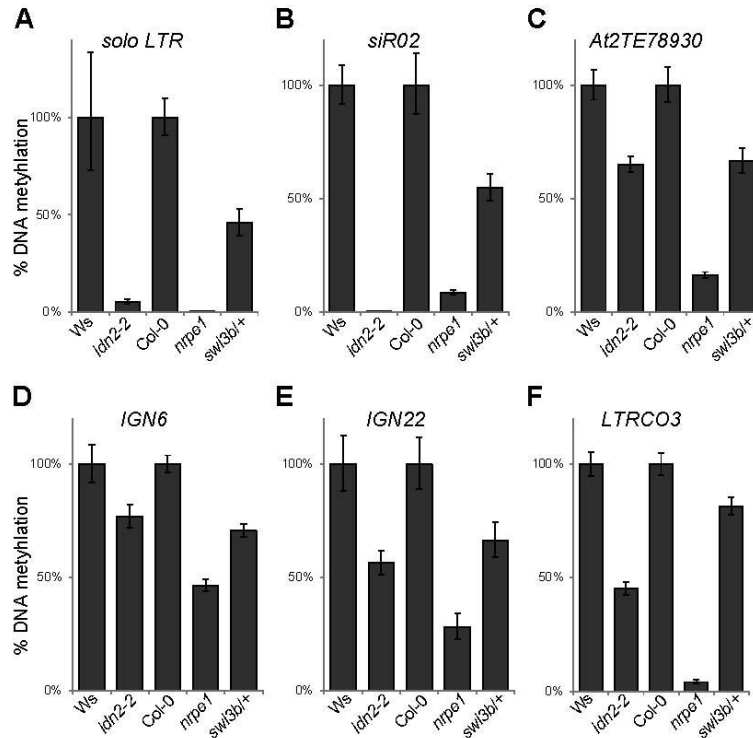 A
solo LTR
% DNA metyhlation
100%
50%
0%
Ws
idn2-2
Col-0
nrpe1
swi3b/+
B
siR02
100%
50%
0%
Ws
idn2-2
Col-0
nrpe1
swi3b/+
C
At2TE78930
100%
50%
0%
Ws
idn2-2
Col-0
nrpe1
swi3b/+
D
IGN6
% DNA metyhlation
100%
50%
0%
Ws
idn2-2
Col-0
nrpe1
swi3b/+
E
IGN22
100%
50%
0%
Ws
idn2-2
Col-0
nrpe1
swi3b/+
F
LTRCO3
100%
50%
0%
Ws
idn2-2
Col-0
nrpe1
swi3b/+